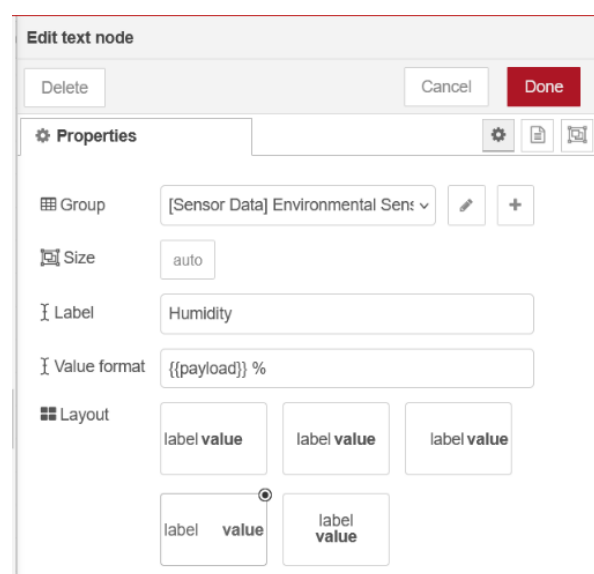 Edit text node
Delete Cancel Done
Properties
Group [Sensor Data] Environmental Sens
Size auto
Label Humidity
Value format {{payload}} %
Layout label value label value label value
label value label
value